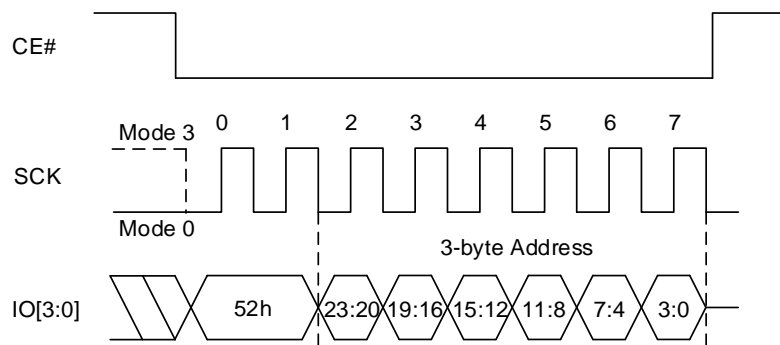 CE#
0 1 2 3 4 5 6 7
Mode 3
SCK
Mode 0
3-byte Address
IO[3:0] 52h 23:20 19:16 15:12 11:8 7:4 3:0